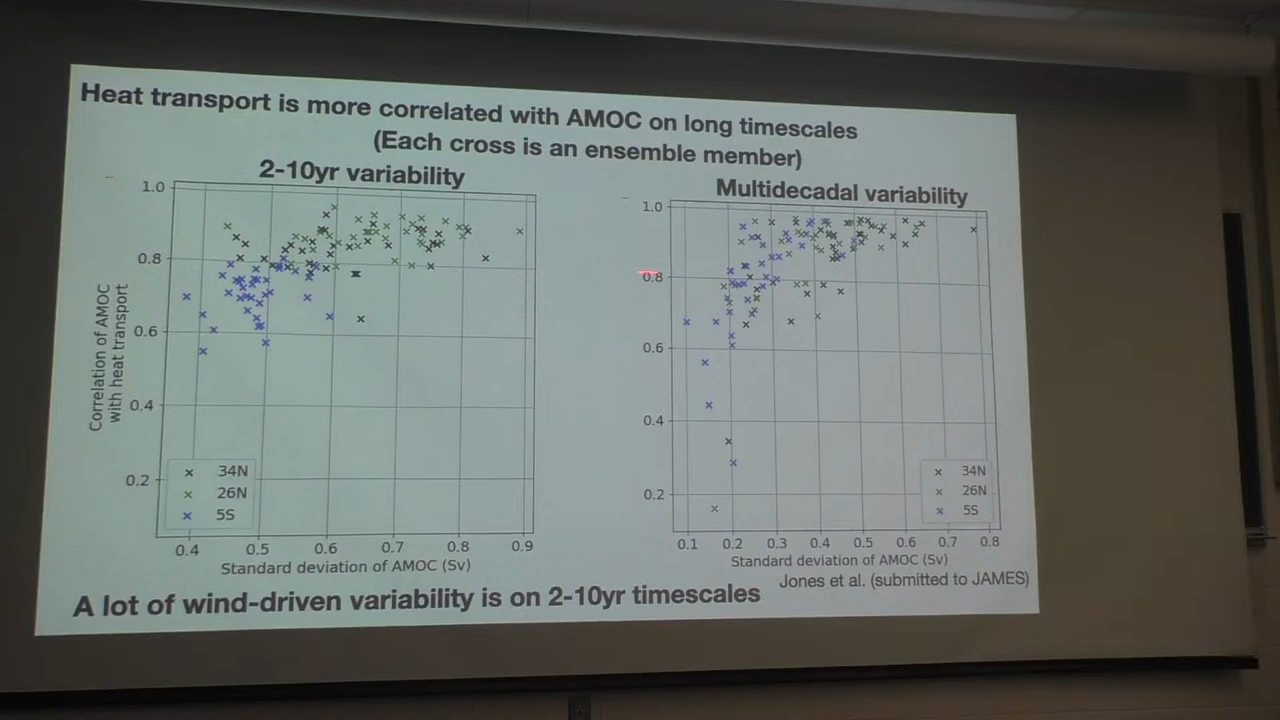 Heat transport is more correlated with AMOC on long timescales
(Each cross is an ensemble member)
2-10yr variability
1.0
0.8
0.6
0.4
0.2
Correlation of AMOC
with heat transport
34N
26N
5S
0.4 0.5 0.6 0.7 0.8 0.9
Standard deviation of AMOC (Sv)
Multidecadal variability
1.0
0.8
0.6
0.4
0.2
34N
26N
5S
0.1 0.2 0.3 0.4 0.5 0.6 0.7 0.8
Standard deviation of AMOC (Sv)
Jones et al. (submitted to JAMES)
A lot of wind-driven variability is on 2-10yr timescales